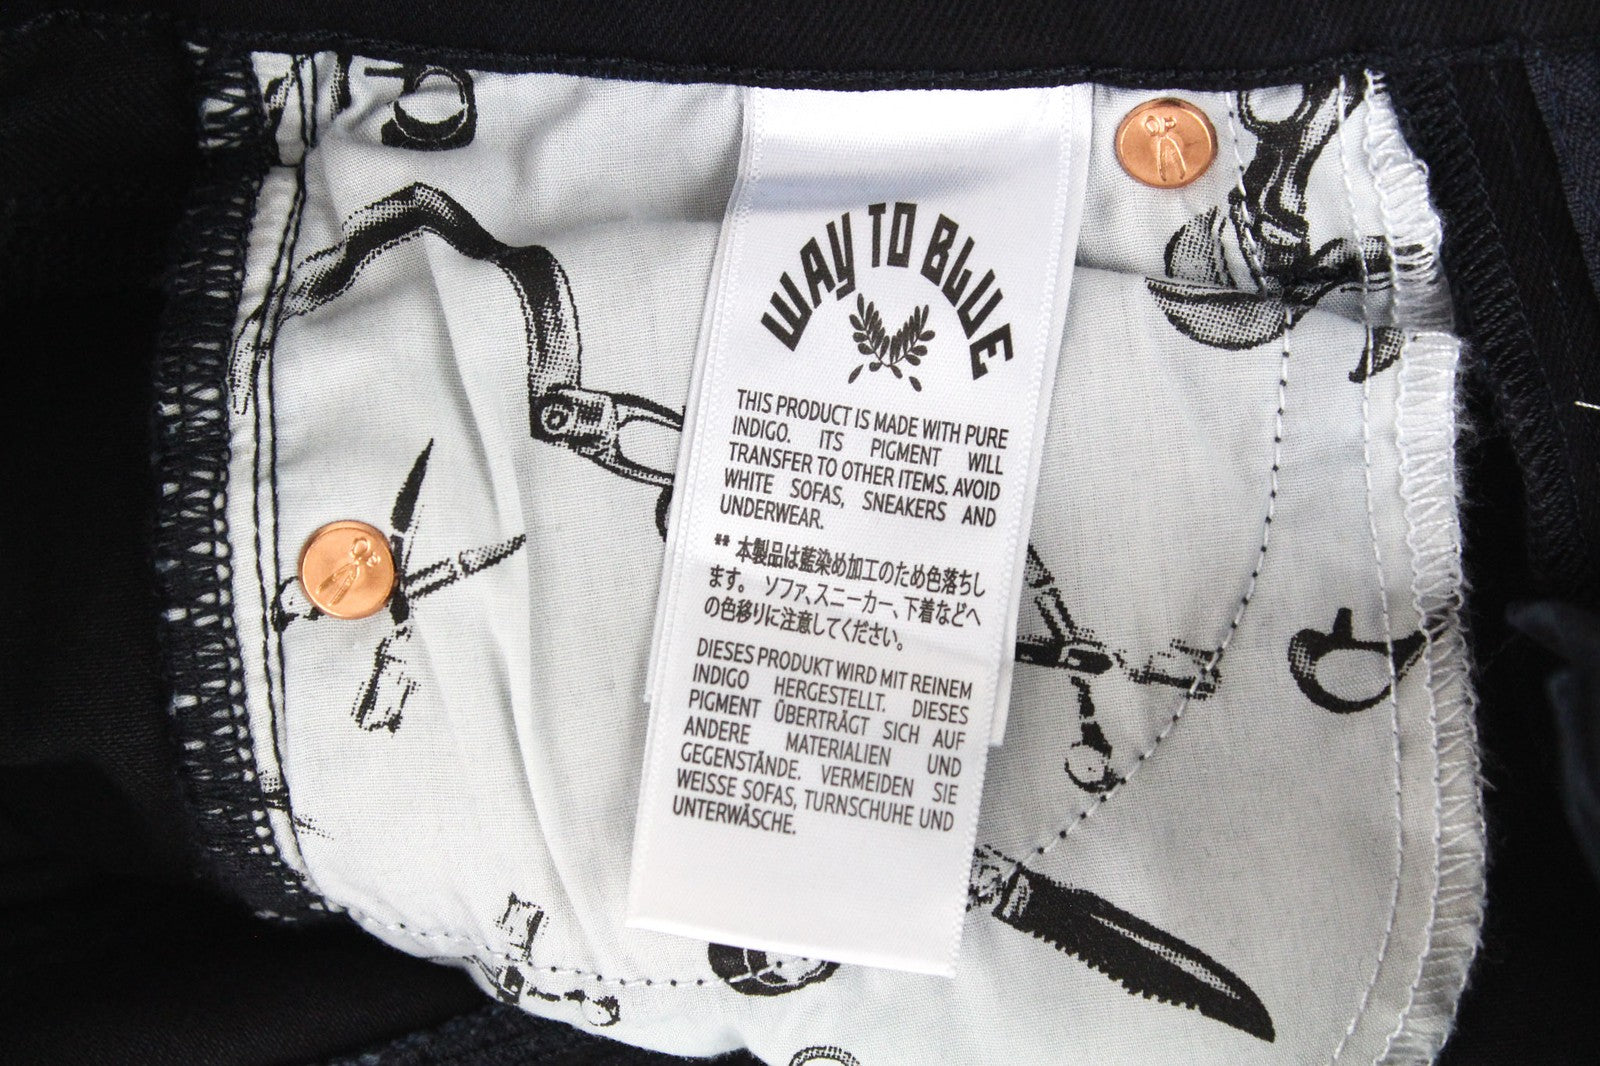 WAY TO BLUE
THIS PRODUCT IS MADE WITH PURE
INDIGO. ITS PIGMENT WILL
TRANSFER TO OTHER ITEMS. AVOID
WHITE SOFAS, SNEAKERS AND
UNDERWEAR.
** 本製品は藍染め加工のため色落ちし
ます。 ソファ、スニーカー、下着などへ
の色移りに注意してください。
DIESES PRODUKT WIRD MIT REINEM
INDIGO HERGESTELLT. DIESES
PIGMENT ÜBERTRÄGT SICH AUF
ANDERE MATERIALIEN UND
GEGENSTÄNDE. VERMEIDEN SIE
WEISSE SOFAS, TURNSCHUHE UND
UNTERWÄSCHE.